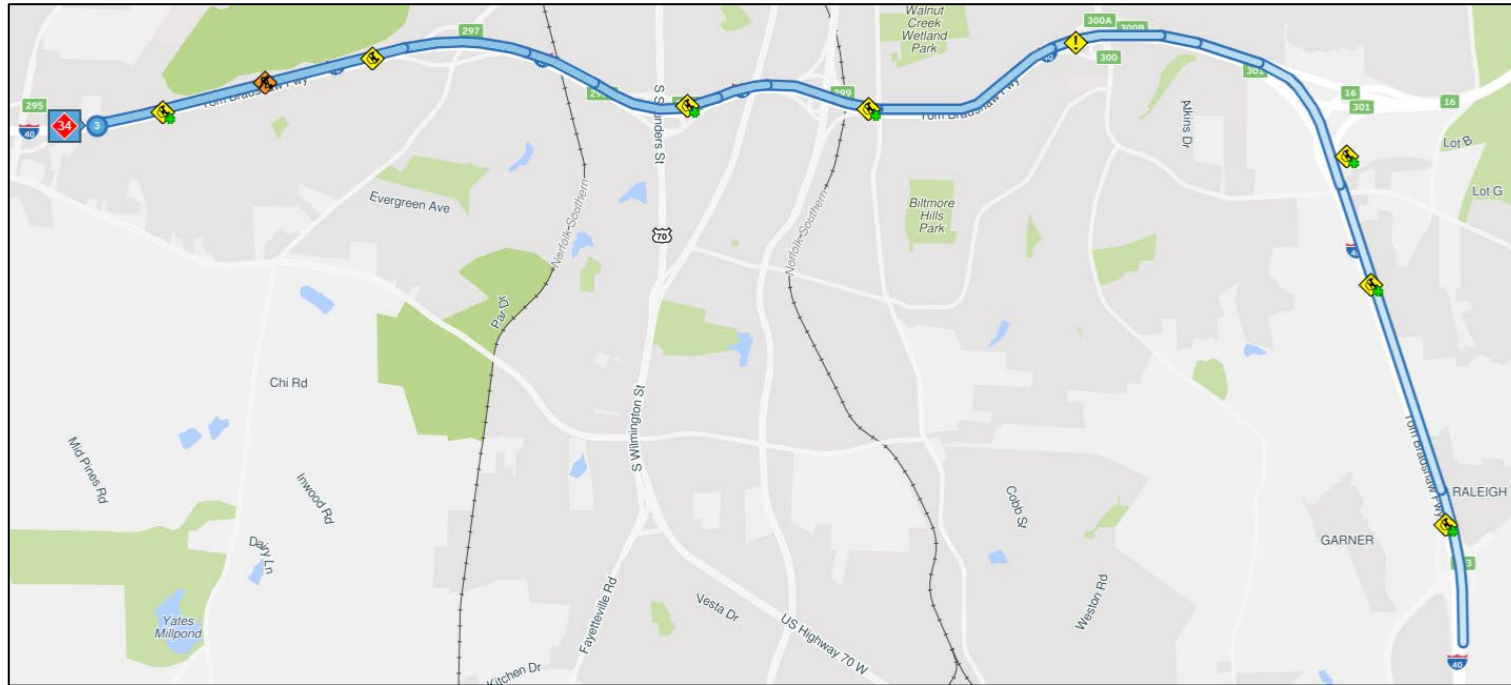 Walnut
Creek
Wetland
Park
300A
300B
297
300
301
295
299
16
301
16
40
34
3
Tom Bradshaw Fwy
Tom Bradshaw Fwy
S Saunders St
Atkins Dr
Lot B
Lot G
Evergreen Ave
Norfolk-Southern
Norfolk-Southern
Biltmore
Hills
Park
70
Par Dr
Chi Rd
S Wilmington St
Mid Pines Rd
Inwood Rd
Cobb St
Tom Bradshaw Fwy
RALEIGH
GARNER
Dairy Ln
Fayetteville Rd
Vesta Dr
US Highway 70 W
Weston Rd
Yates
Millpond
Kitchen Dr
40